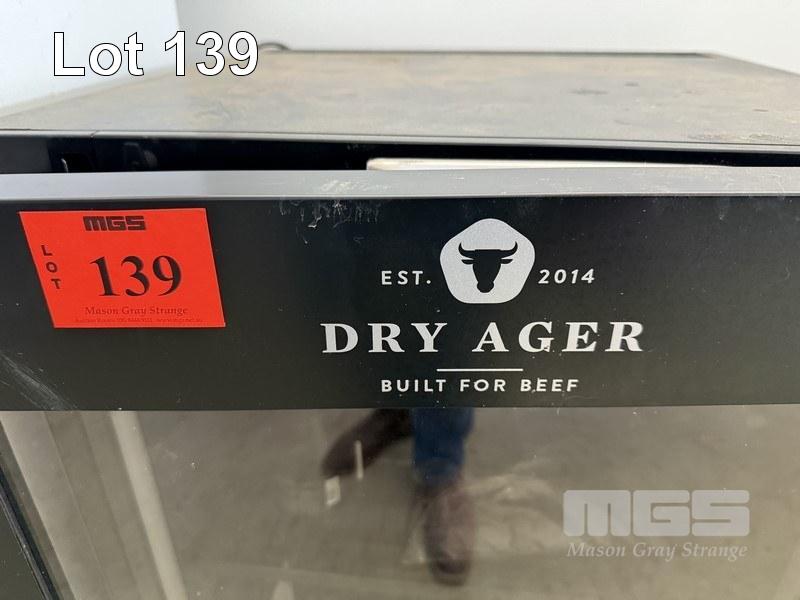 Lot 139
MGS
LOT
139
Mason Gray Strange
EST. 2014
DRY AGER
BUILT FOR BEEF
MGS
Mason Gray Strange